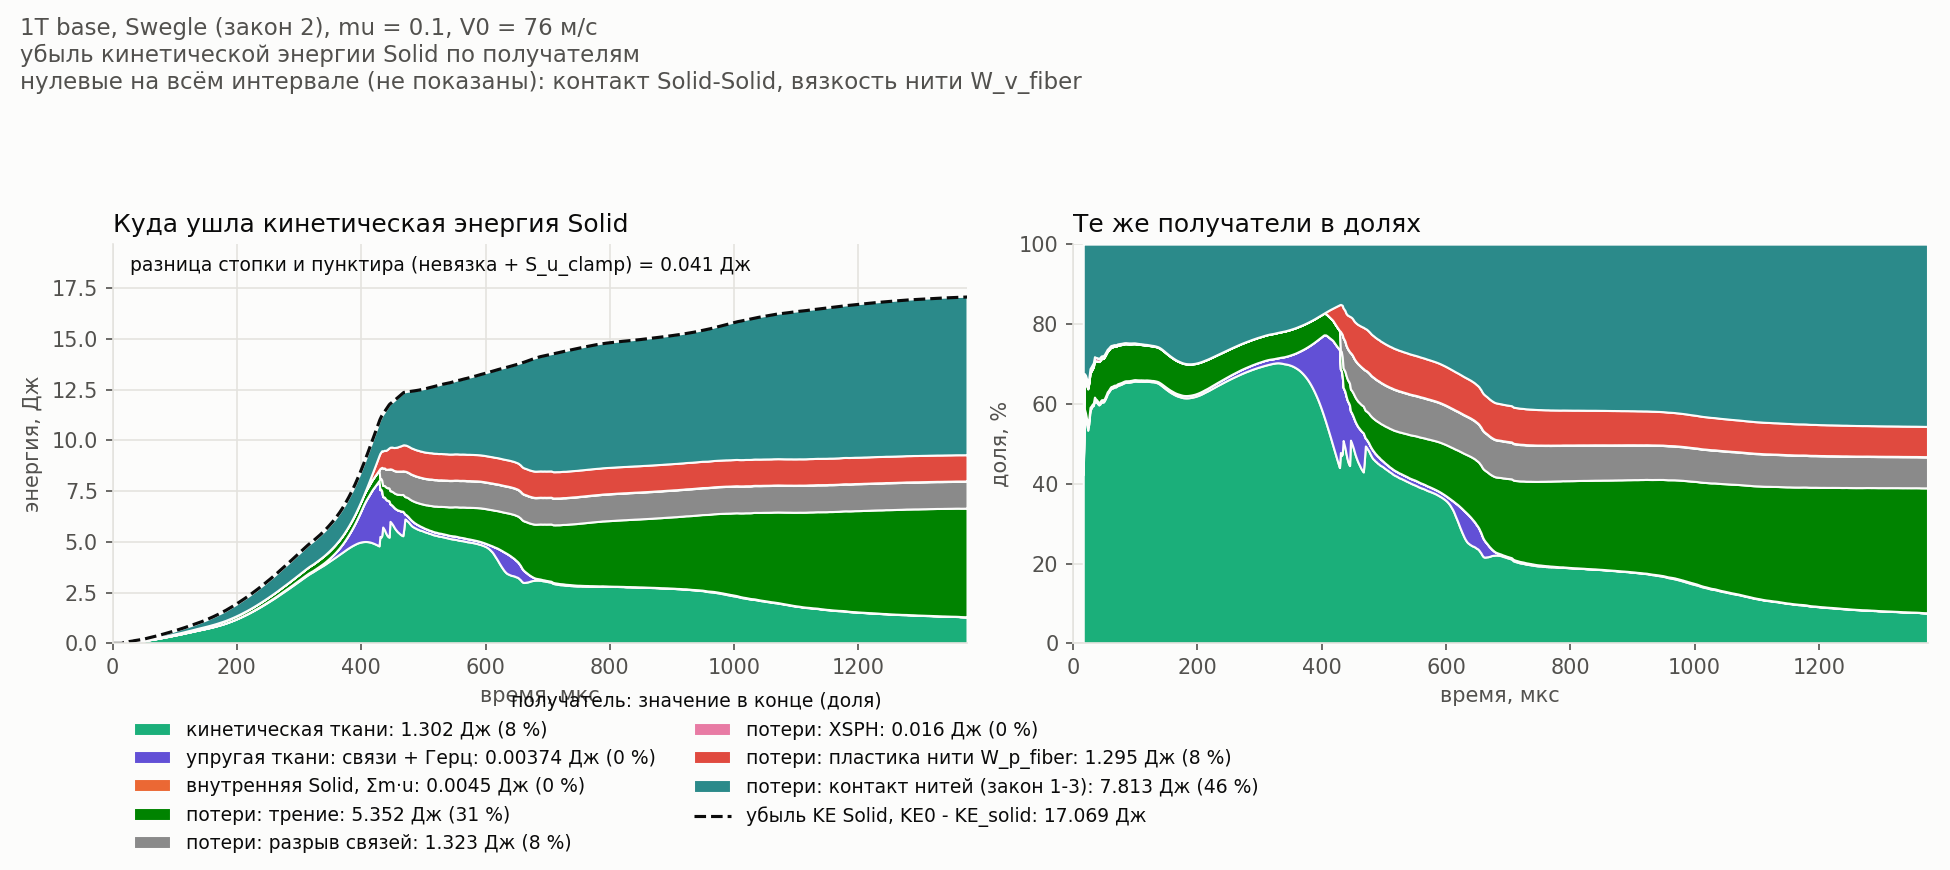 1T base, Swegle (закон 2), mu = 0.1, V0 = 76 м/с
убыль кинетической энергии Solid по получателям
нулевые на всём интервале (не показаны): контакт Solid-Solid, вязкость нити W_v_fiber
Куда ушла кинетическая энергия Solid
разница стопки и пунктира (невязка + S_u_clamp) = 0.041 Дж
энергия, Дж
17.5
15.0
12.5
10.0
7.5
5.0
2.5
0.0
0 200 400 600 800 1000 1200
время, мкс
Те же получатели в долях
доля, %
100
80
60
40
20
0
0 200 400 600 800 1000 1200
время, мкс
получатель: значение в конце (доля)
кинетическая ткани: 1.302 Дж (8 %)
упругая ткани: связи + Герц: 0.00374 Дж (0 %)
внутренняя Solid, Σm·u: 0.0045 Дж (0 %)
потери: трение: 5.352 Дж (31 %)
потери: разрыв связей: 1.323 Дж (8 %)
потери: XSPH: 0.016 Дж (0 %)
потери: пластика нити W_p_fiber: 1.295 Дж (8 %)
потери: контакт нитей (закон 1-3): 7.813 Дж (46 %)
убыль KE Solid, KE0 - KE_solid: 17.069 Дж